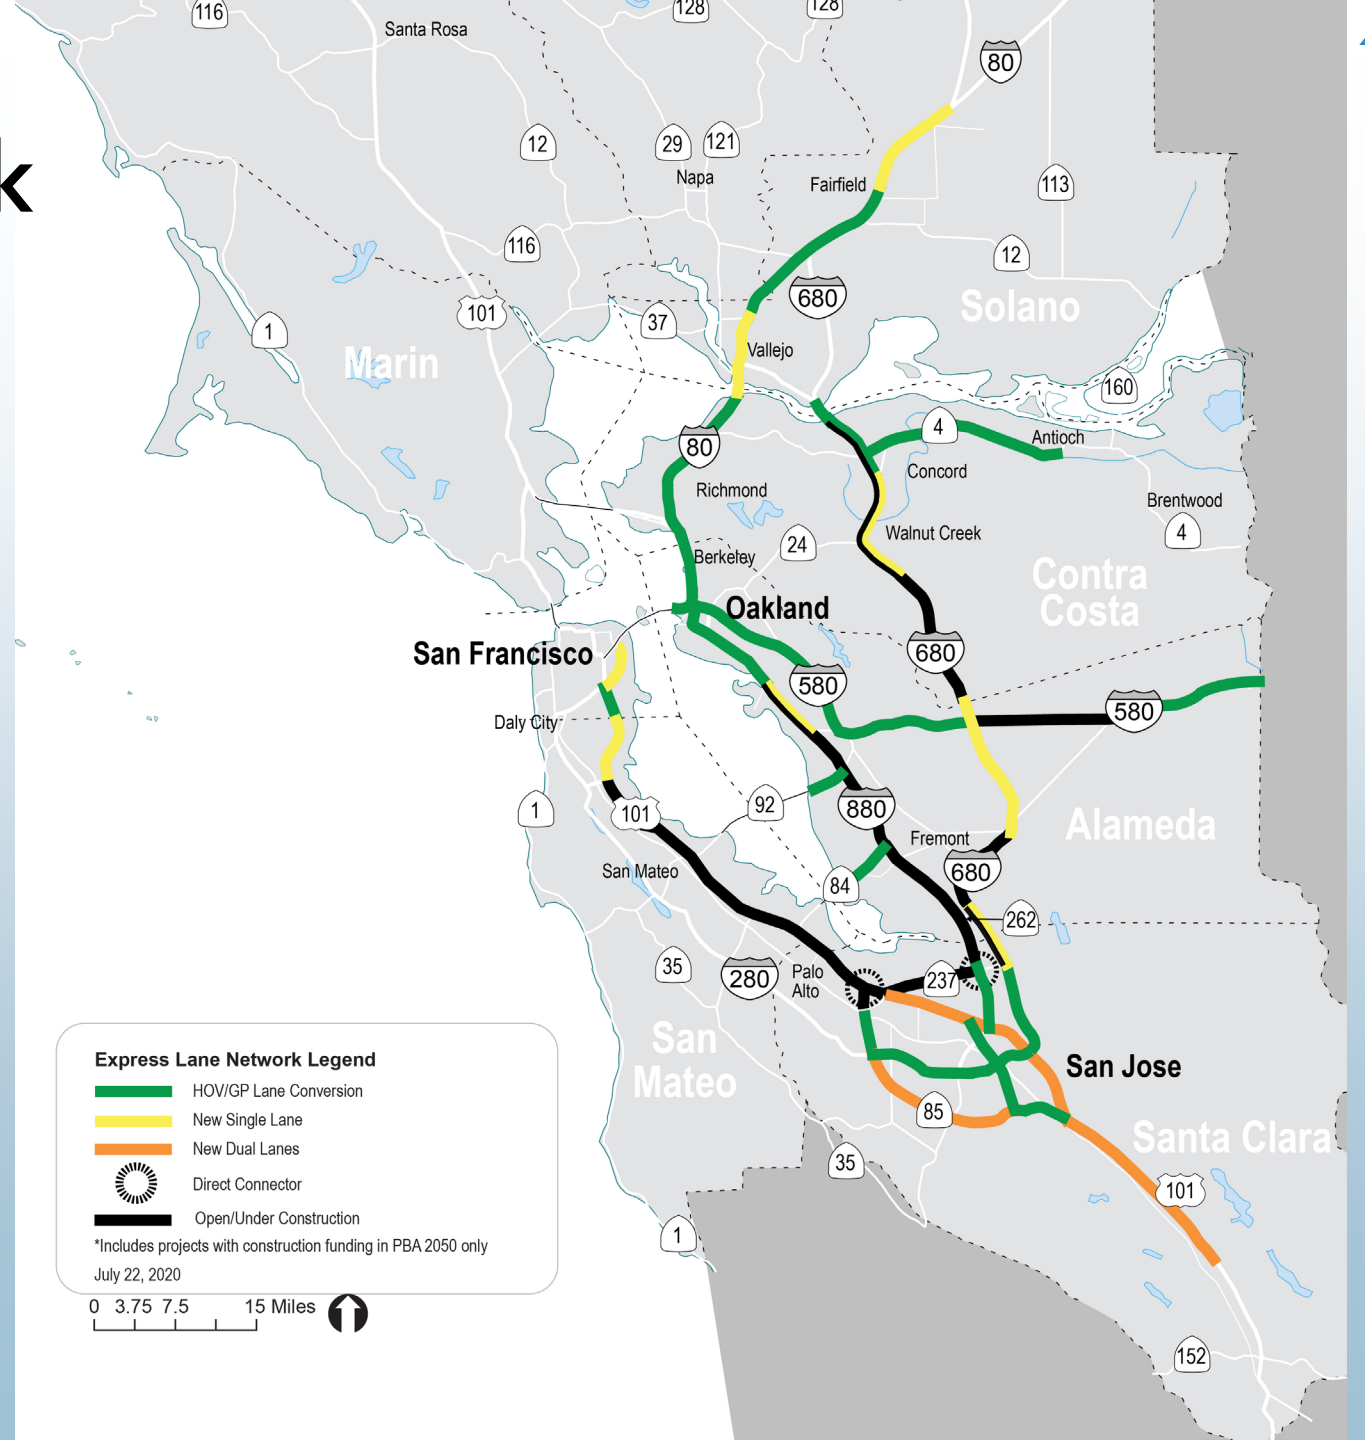 116
128
128
Santa Rosa
80
k
12
29
121
Napa
Fairfield
113
116
12
680
Solano
101
37
1
Marin
Vallejo
160
4
Antioch
80
Concord
Richmond
Brentwood
4
Walnut Creek
24
Berkeley
Contra
Costa
Oakland
San Francisco
680
580
580
Daly City
92
880
1
101
Alameda
Fremont
San Mateo
680
84
262
35
280
Palo
Alto
237
San
Mateo
San Jose
85
Santa Clara
35
101
1
152
Express Lane Network Legend
HOV/GP Lane Conversion
New Single Lane
New Dual Lanes
Direct Connector
Open/Under Construction
*Includes projects with construction funding in PBA 2050 only
July 22, 2020
0 3.75 7.5 15 Miles